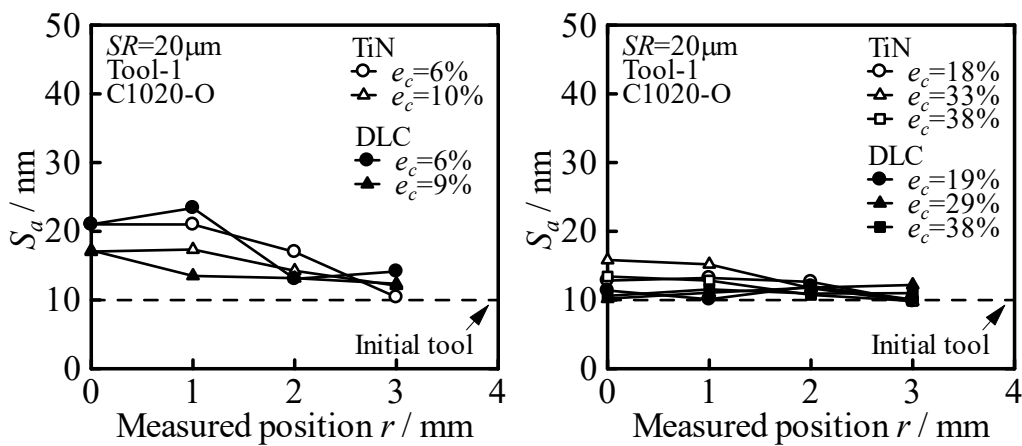 50
40
30
20
10
0
S_a / nm
SR=20μm
Tool-1
C1020-O
TiN
e_c=6%
e_c=10%
DLC
e_c=6%
e_c=9%
Initial tool
0 1 2 3 4
Measured position r / mm
50
40
30
20
10
0
S_a / nm
SR=20μm
Tool-1
C1020-O
TiN
e_c=18%
e_c=33%
e_c=38%
DLC
e_c=19%
e_c=29%
e_c=38%
Initial tool
0 1 2 3 4
Measured position r / mm